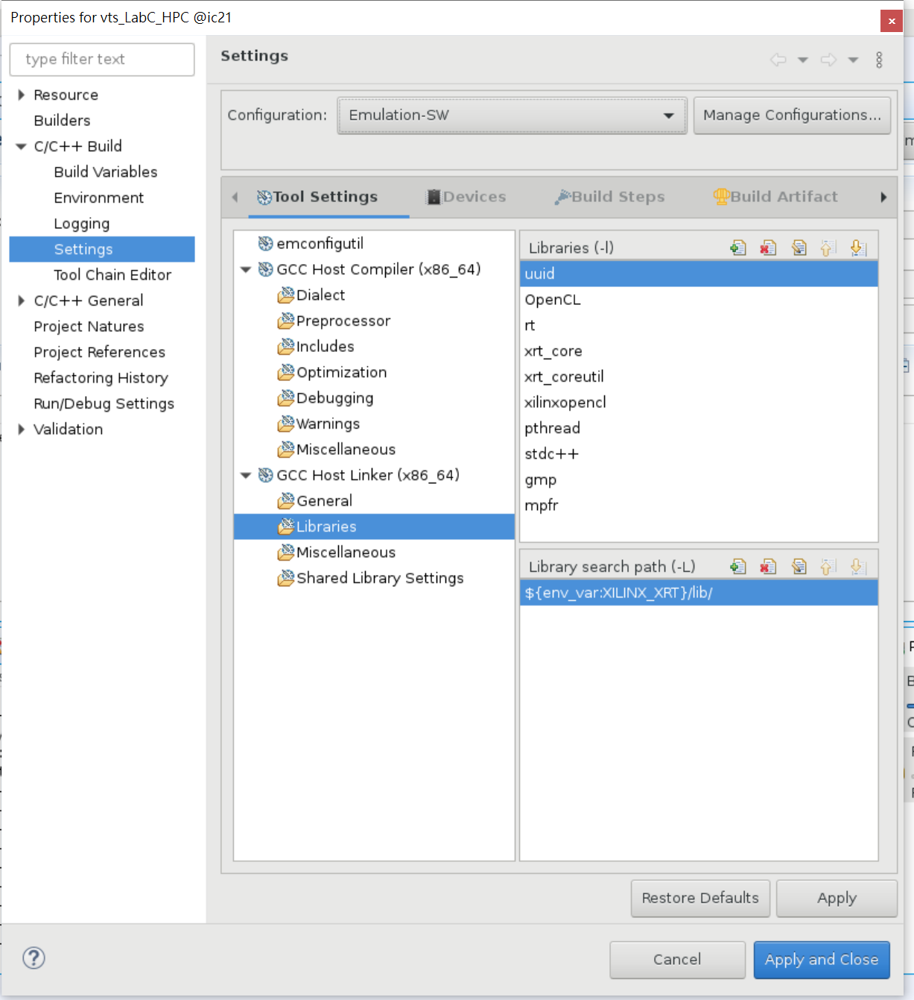 Properties for vts_LabC_HPC @ic21
x
type filter text
Resource
Builders
C/C++ Build
Build Variables
Environment
Logging
Settings
Tool Chain Editor
C/C++ General
Project Natures
Project References
Refactoring History
Run/Debug Settings
Validation
Settings
Configuration:
Emulation-SW
Manage Configurations...
Tool Settings
Devices
Build Steps
Build Artifact
emconfigutil
GCC Host Compiler (x86_64)
Dialect
Preprocessor
Includes
Optimization
Debugging
Warnings
Miscellaneous
GCC Host Linker (x86_64)
General
Libraries
Miscellaneous
Shared Library Settings
Libraries (-l)
uuid
OpenCL
rt
xrt_core
xrt_coreutil
xilinxopencl
pthread
stdc++
gmp
mpfr
Library search path (-L)
${env_var:XILINX_XRT}/lib/
Restore Defaults
Apply
?
Cancel
Apply and Close